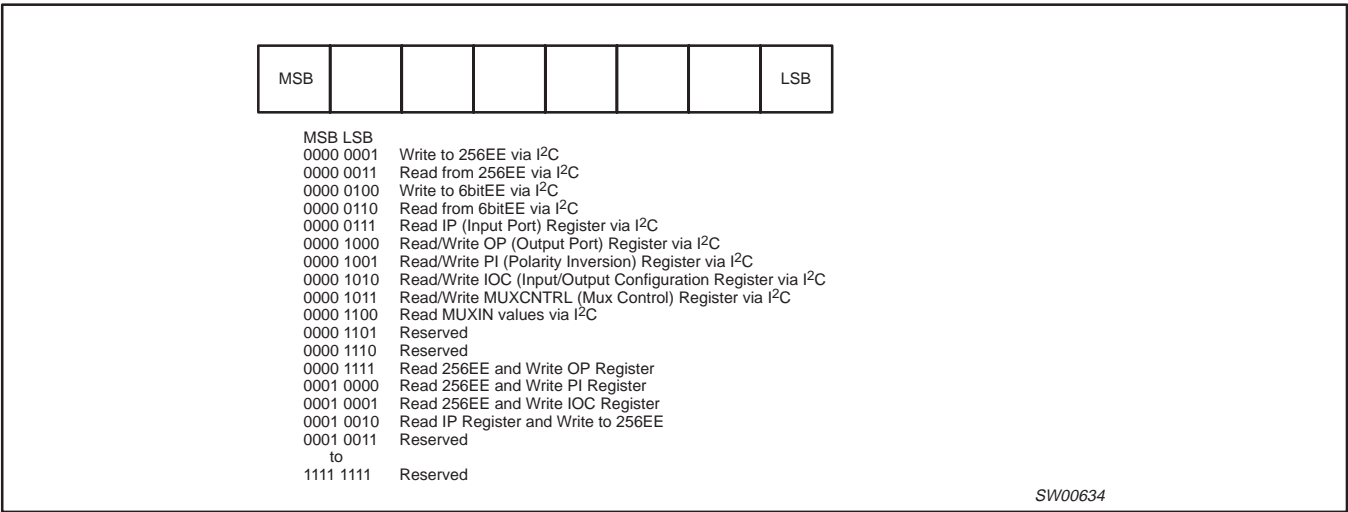 MSB LSB
MSB LSB
0000 0001 Write to 256EE via I2C
0000 0011 Read from 256EE via I2C
0000 0100 Write to 6bitEE via I2C
0000 0110 Read from 6bitEE via I2C
0000 0111 Read IP (Input Port) Register via I2C
0000 1000 Read/Write OP (Output Port) Register via I2C
0000 1001 Read/Write PI (Polarity Inversion) Register via I2C
0000 1010 Read/Write IOC (Input/Output Configuration Register via I2C
0000 1011 Read/Write MUXCNTRL (Mux Control) Register via I2C
0000 1100 Read MUXIN values via I2C
0000 1101 Reserved
0000 1110 Reserved
0000 1111 Read 256EE and Write OP Register
0001 0000 Read 256EE and Write PI Register
0001 0001 Read 256EE and Write IOC Register
0001 0010 Read IP Register and Write to 256EE
0001 0011 Reserved
to
1111 1111 Reserved
SW00634